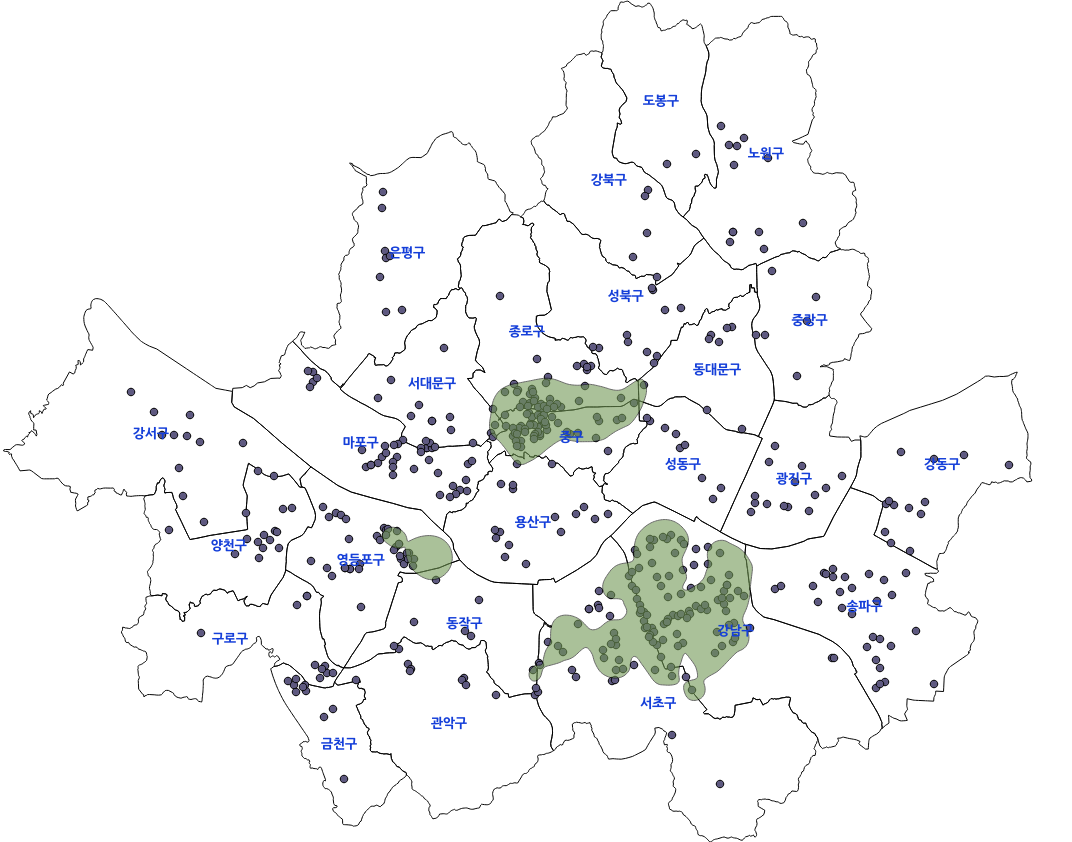 도봉구
노원구
강북구
은평구
성북구
중랑구
종로구
동대문구
서대문구
강서구
마포구
중구
성동구
강동구
광진구
용산구
양천구
영등포구
송파구
동작구
강남구
구로구
서초구
관악구
금천구